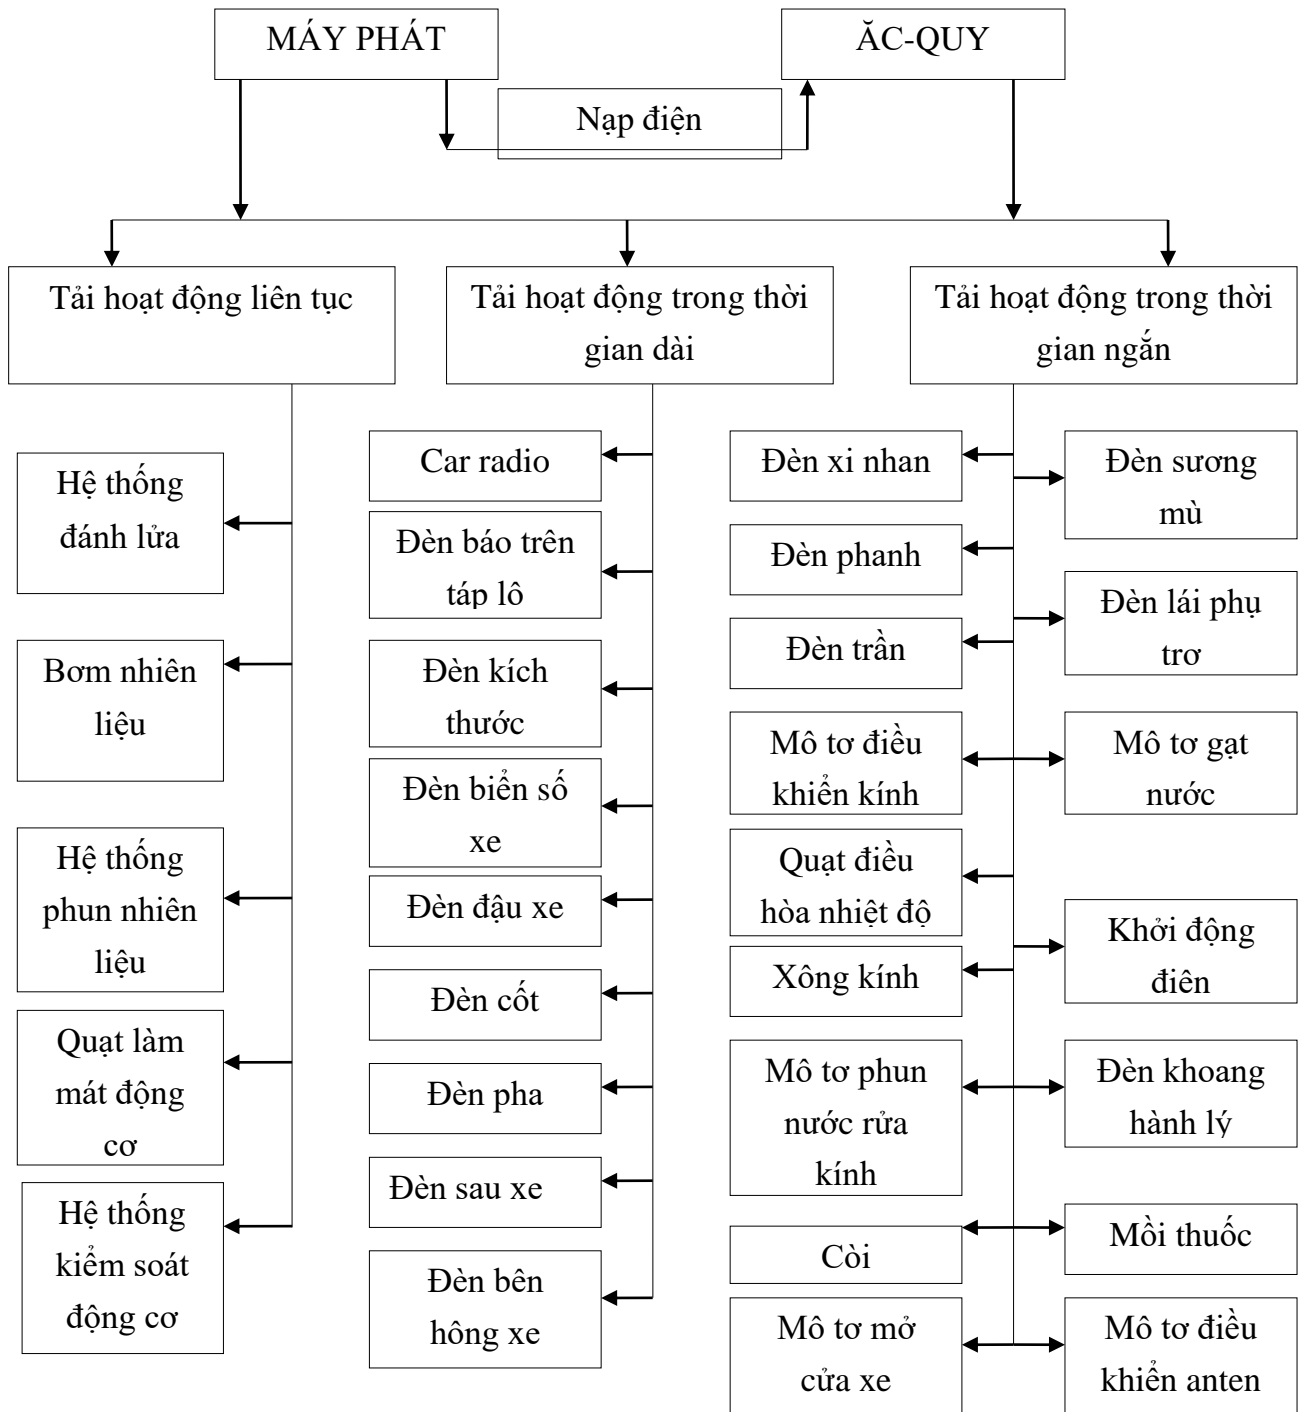 MÁY PHÁT
ĂC-QUY
Nạp điện
Tải hoạt động liên tục
Tải hoạt động trong thời
gian dài
Tải hoạt động trong thời
gian ngắn
Hệ thống
đánh lửa
Bơm nhiên
liệu
Hệ thống
phun nhiên
liệu
Quạt làm
mát động
cơ
Hệ thống
kiểm soát
động cơ
Car radio
Đèn báo trên
táp lô
Đèn kích
thước
Đèn biển số
xe
Đèn đậu xe
Đèn cốt
Đèn pha
Đèn sau xe
Đèn bên
hông xe
Đèn xi nhan
Đèn phanh
Đèn trần
Mô tơ điều
khiển kính
Quạt điều
hòa nhiệt độ
Xông kính
Mô tơ phun
nước rửa
kính
Còi
Mô tơ mở
cửa xe
Đèn sương
mù
Đèn lái phụ
trơ
Mô tơ gạt
nước
Khởi động
điên
Đèn khoang
hành lý
Mồi thuốc
Mô tơ điều
khiển anten